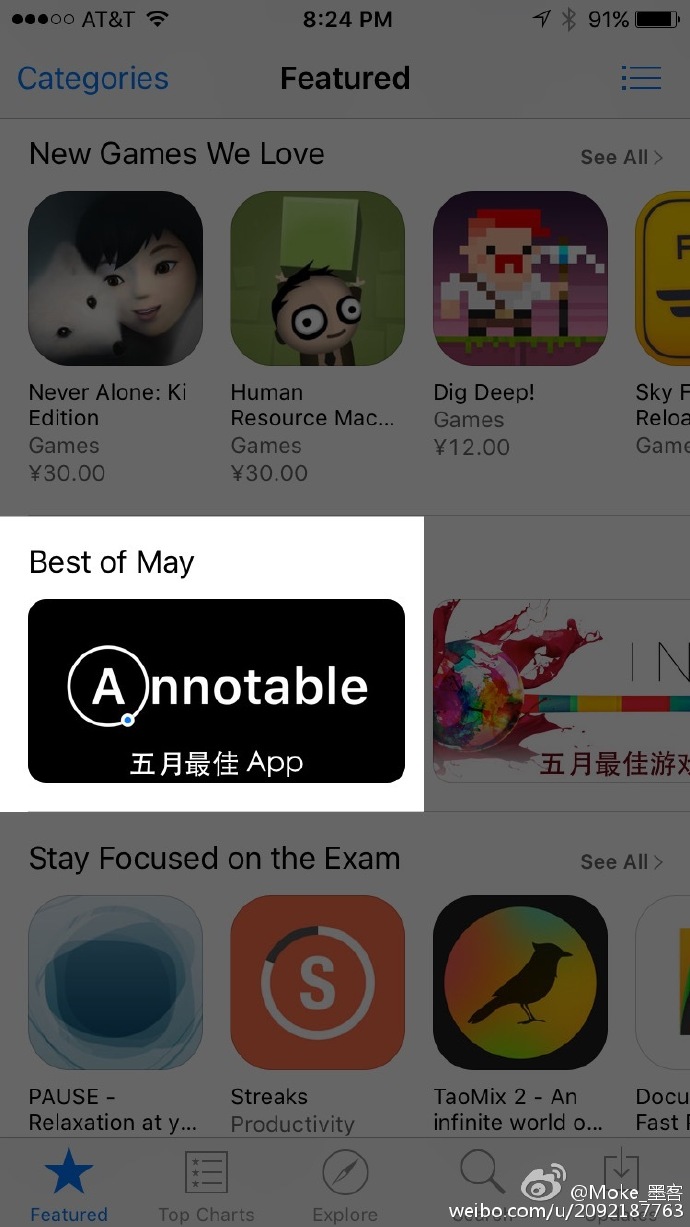 AT&T 8:24 PM 91%
Categories Featured
New Games We Love See All
Never Alone: Ki
Edition
Games
¥30.00
Human
Resource Mac...
Games
¥30.00
Dig Deep!
Games
¥12.00
Sky F
Reloa
Game
Best of May
Annotable
五月最佳 App
IN
五月最佳游戏
Stay Focused on the Exam See All
S
PAUSE -
Relaxation at y...
Streaks
Productivity
TaoMix 2 - An
infinite world o...
Docu
Fast
Featured Top Charts Explore
@Moke_墨客
weibo.com/u/2092187763